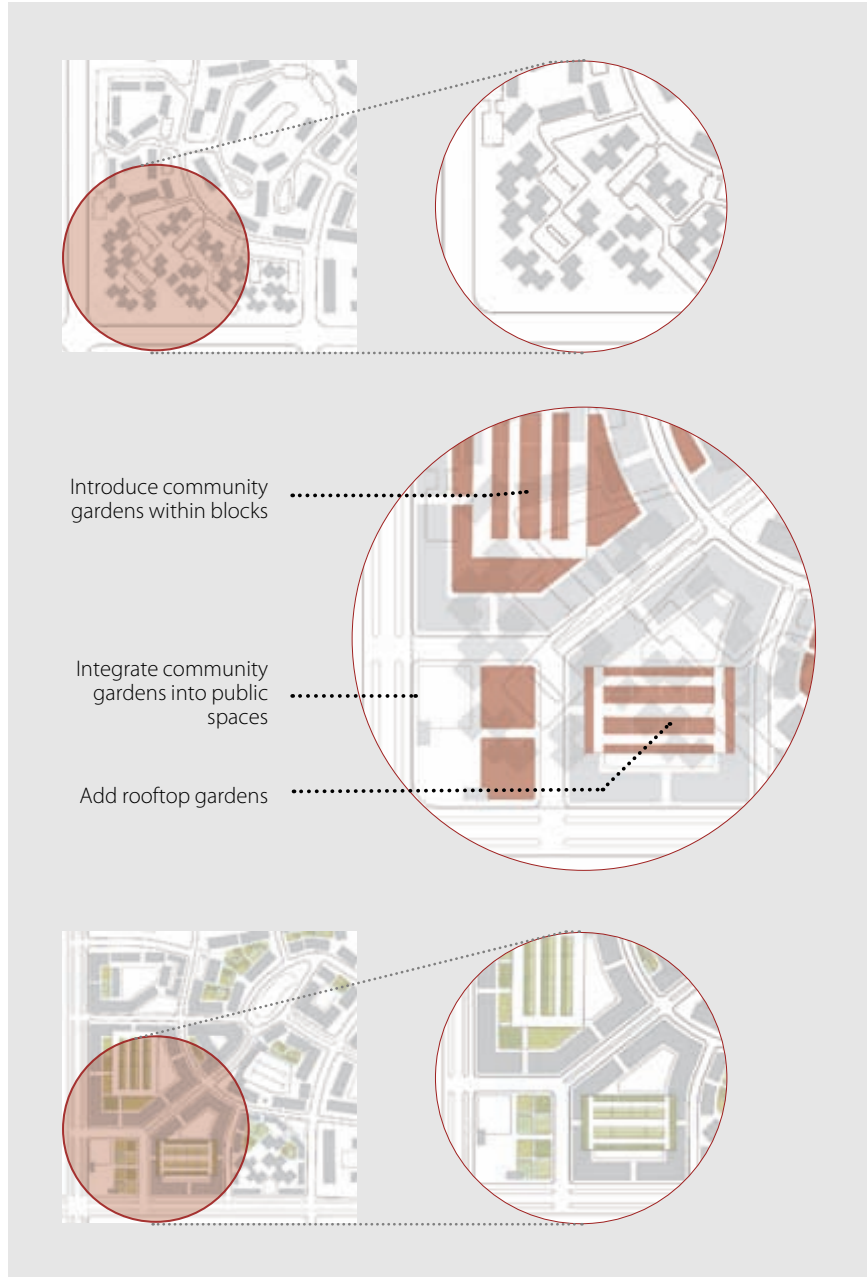 Introduce community
gardens within blocks
Integrate community
gardens into public
spaces
Add rooftop gardens